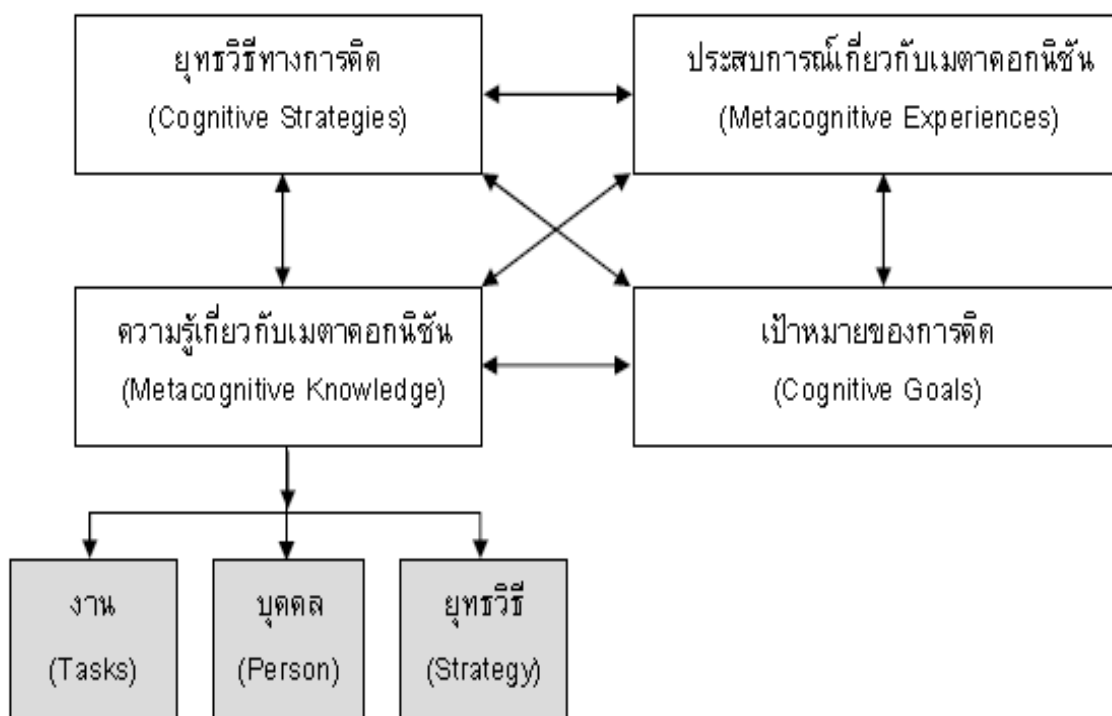 ยุทธวิธีทางการคิด
(Cognitive Strategies)
ประสบการณ์เกี่ยวกับเมตาคอกนิชัน
(Metacognitive Experiences)
ความรู้เกี่ยวกับเมตาคอกนิชัน
(Metacognitive Knowledge)
เป้าหมายของการคิด
(Cognitive Goals)
งาน
(Tasks)
บุคคล
(Person)
ยุทธวิธี
(Strategy)